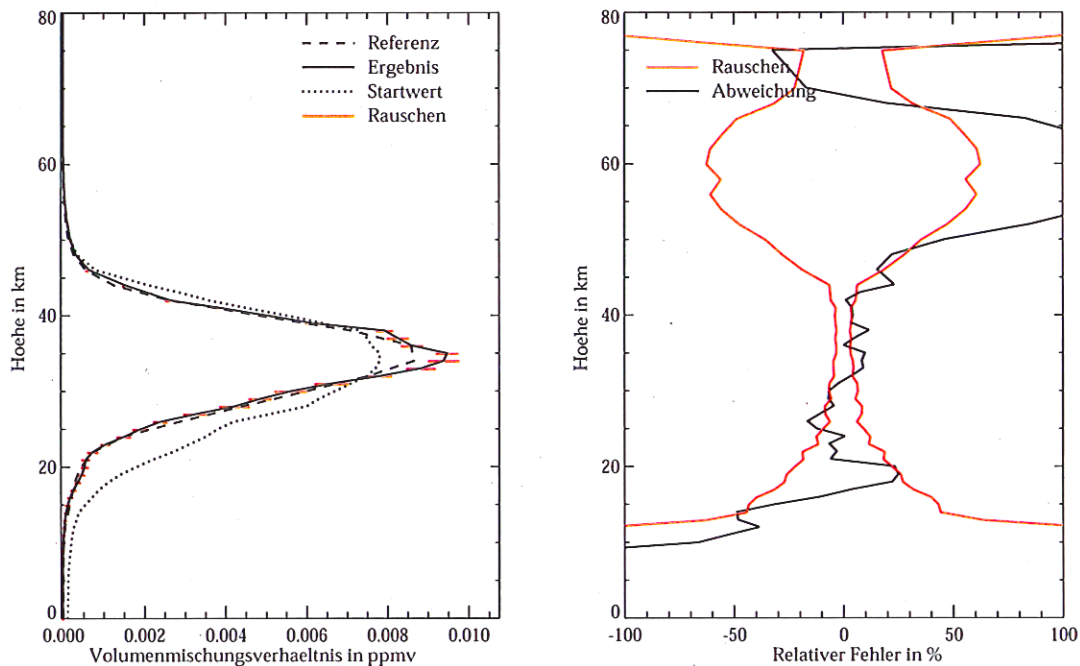 80
60
40
20
0
Hoehe in km
0.000 0.002 0.004 0.006 0.008 0.010
Volumenmischungsverhaeltnis in ppmv
Referenz
Ergebnis
Startwert
Rauschen
80
60
40
20
0
Hoehe in km
-100 -50 0 50 100
Relativer Fehler in %
Rauschen
Abweichung